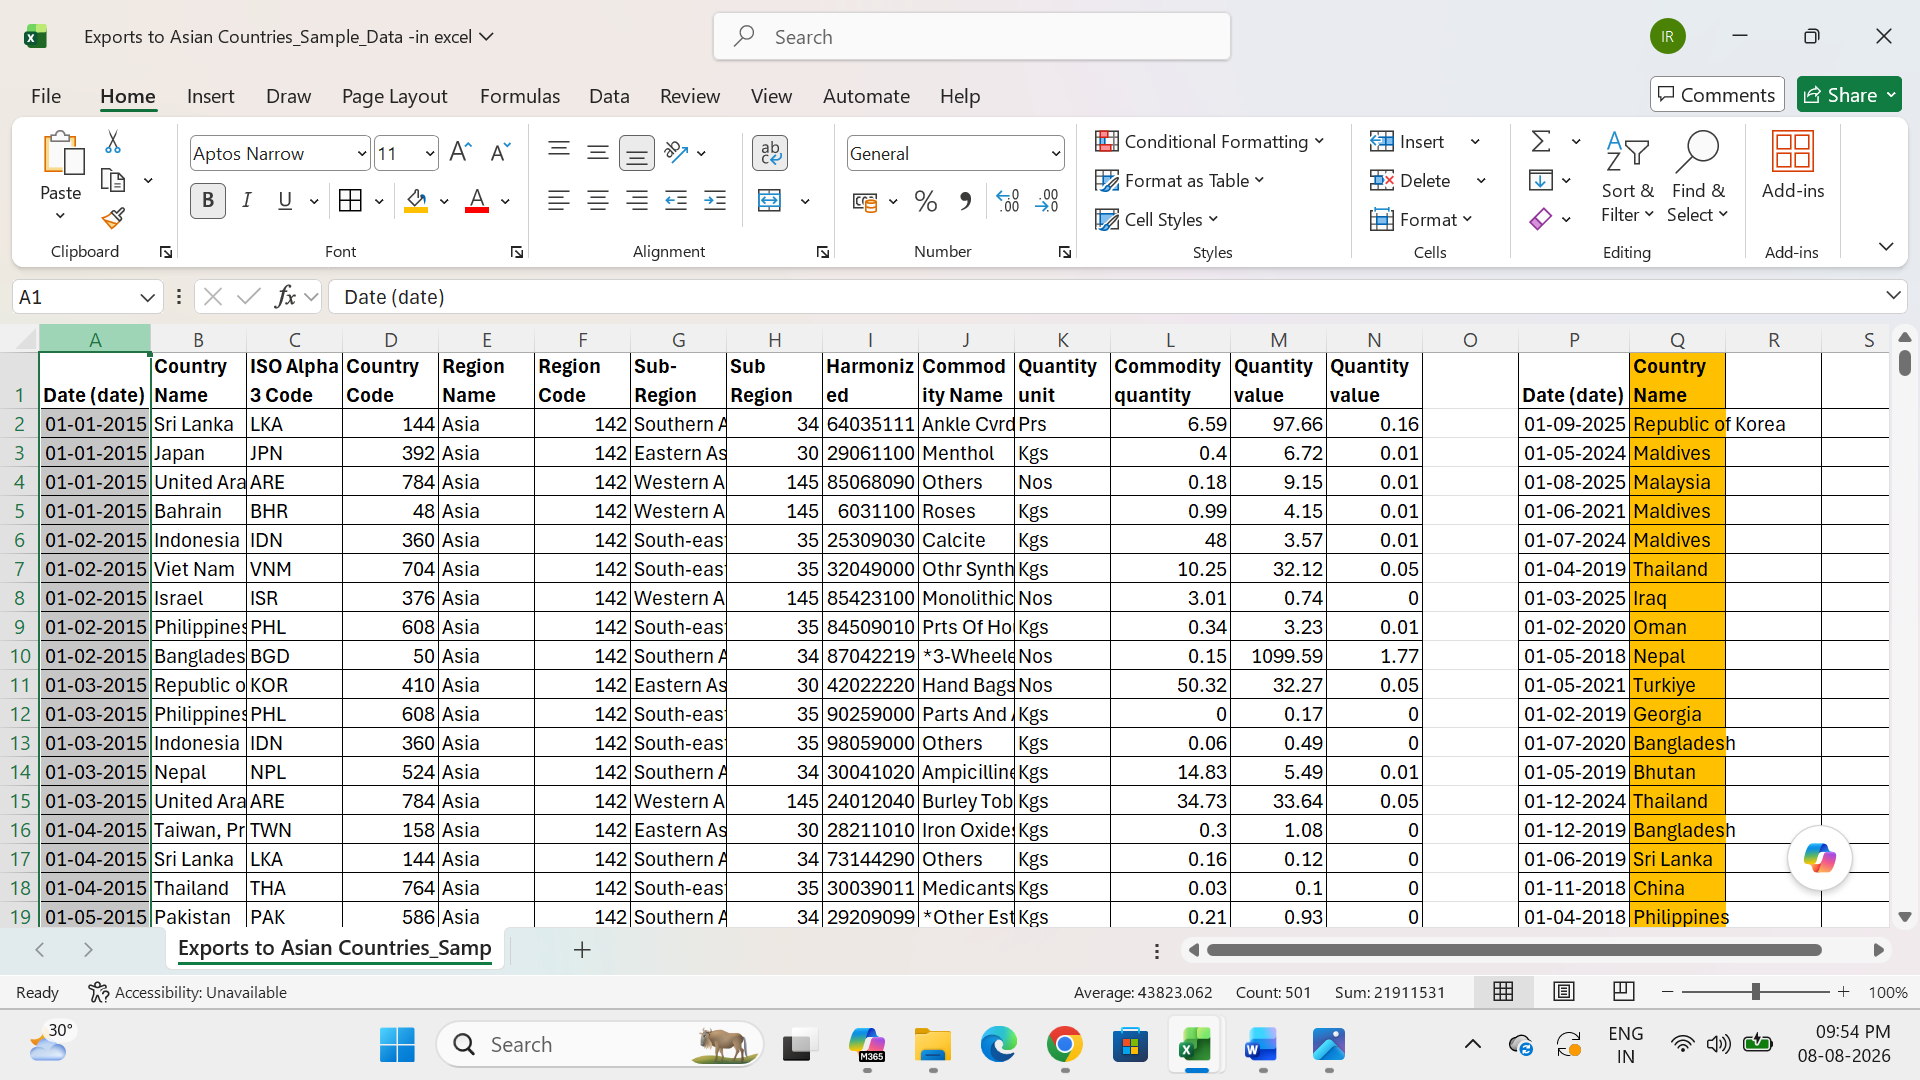 Exports to Asian Countries_Sample_Data -in excel
Search
IR
File Home Insert Draw Page Layout Formulas Data Review View Automate Help
Comments
Share
Paste
Clipboard
Aptos Narrow
11
B I U
Font
ab
Alignment
General
Number
Conditional Formatting
Format as Table
Cell Styles
Styles
Insert
Delete
Format
Cells
Sort &
Filter
Find &
Select
Editing
Add-ins
Add-ins
A1
fx
Date (date)
A B C D E F G H I J K L M N O P Q R S
1 Date (date) Country Name ISO Alpha 3 Code Country Code Region Name Region Code Sub-Region Sub Region Harmonized Commodity Name Quantity unit Commodity quantity Quantity value Quantity value Date (date) Country Name
2 01-01-2015 Sri Lanka LKA 144 Asia 142 Southern A 34 64035111 Ankle Cvrd Prs 6.59 97.66 0.16 01-09-2025 Republic of Korea
3 01-01-2015 Japan JPN 392 Asia 142 Eastern As 30 29061100 Menthol Kgs 0.4 6.72 0.01 01-05-2024 Maldives
4 01-01-2015 United Ara ARE 784 Asia 142 Western A 145 85068090 Others Nos 0.18 9.15 0.01 01-08-2025 Malaysia
5 01-01-2015 Bahrain BHR 48 Asia 142 Western A 145 6031100 Roses Kgs 0.99 4.15 0.01 01-06-2021 Maldives
6 01-02-2015 Indonesia IDN 360 Asia 142 South-east 35 25309030 Calcite Kgs 48 3.57 0.01 01-07-2024 Maldives
7 01-02-2015 Viet Nam VNM 704 Asia 142 South-east 35 32049000 Othr Synth Kgs 10.25 32.12 0.05 01-04-2019 Thailand
8 01-02-2015 Israel ISR 376 Asia 142 Western A 145 85423100 Monolithic Nos 3.01 0.74 0 01-03-2025 Iraq
9 01-02-2015 Philippines PHL 608 Asia 142 South-east 35 84509010 Prts Of Ho Kgs 0.34 3.23 0.01 01-02-2020 Oman
10 01-02-2015 Banglades BGD 50 Asia 142 Southern A 34 87042219 *3-Wheele Nos 0.15 1099.59 1.77 01-05-2018 Nepal
11 01-03-2015 Republic o KOR 410 Asia 142 Eastern As 30 42022220 Hand Bags Nos 50.32 32.27 0.05 01-05-2021 Turkiye
12 01-03-2015 Philippines PHL 608 Asia 142 South-east 35 90259000 Parts And A Kgs 0 0.17 0 01-02-2019 Georgia
13 01-03-2015 Indonesia IDN 360 Asia 142 South-east 35 98059000 Others Kgs 0.06 0.49 0 01-07-2020 Bangladesh
14 01-03-2015 Nepal NPL 524 Asia 142 Southern A 34 30041020 Ampicilline Kgs 14.83 5.49 0.01 01-05-2019 Bhutan
15 01-03-2015 United Ara ARE 784 Asia 142 Western A 145 24012040 Burley Tob Kgs 34.73 33.64 0.05 01-12-2024 Thailand
16 01-04-2015 Taiwan, Pr TWN 158 Asia 142 Eastern As 30 28211010 Iron Oxides Kgs 0.3 1.08 0 01-12-2019 Bangladesh
17 01-04-2015 Sri Lanka LKA 144 Asia 142 Southern A 34 73144290 Others Kgs 0.16 0.12 0 01-06-2019 Sri Lanka
18 01-04-2015 Thailand THA 764 Asia 142 South-east 35 30039011 Medicants Kgs 0.03 0.1 0 01-11-2018 China
19 01-05-2015 Pakistan PAK 586 Asia 142 Southern A 34 29209099 *Other Est Kgs 0.21 0.93 0 01-04-2018 Philippines
Exports to Asian Countries_Samp
Ready Accessibility: Unavailable Average: 43823.062 Count: 501 Sum: 21911531 100%
30°
Search
M365
ENG
IN
09:54 PM
08-08-2026